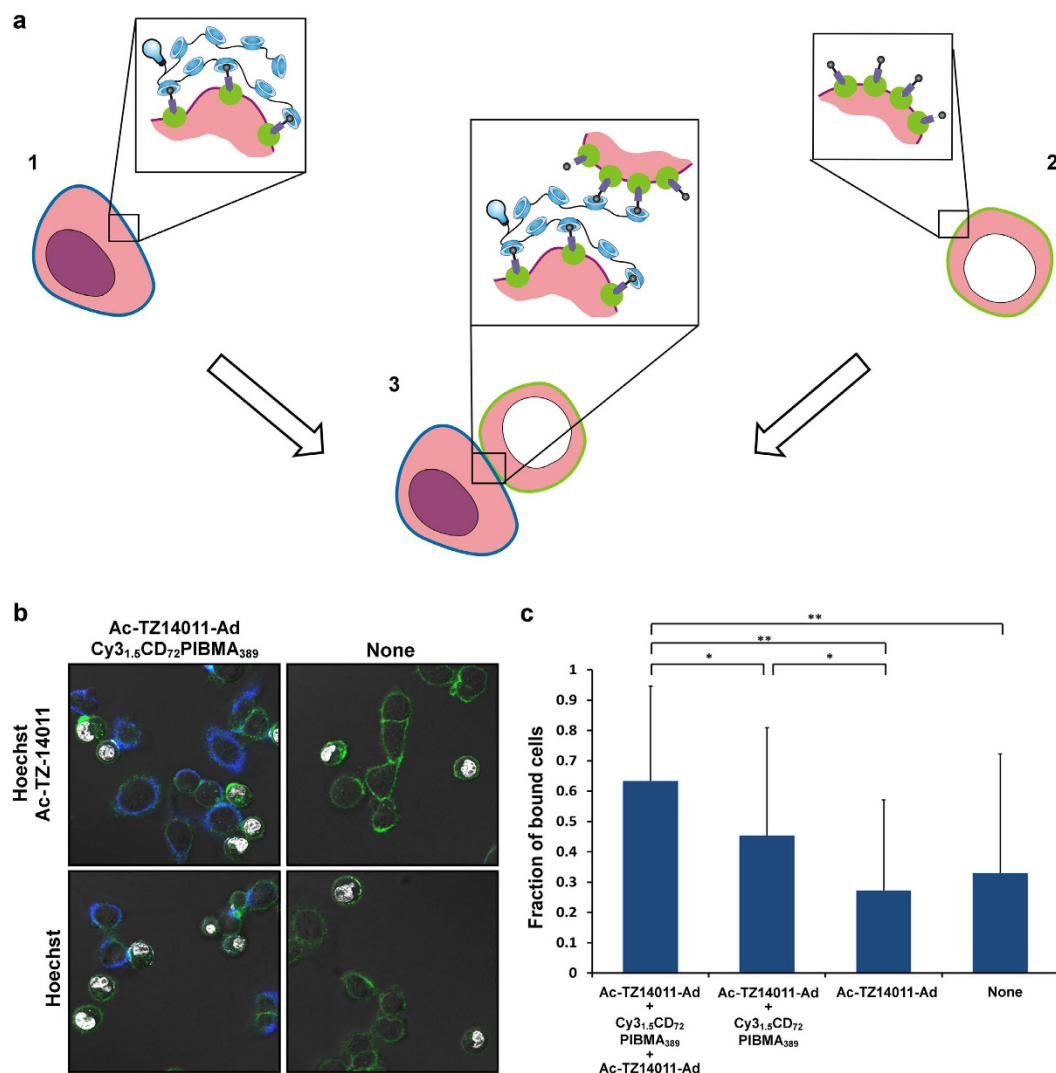 a
1
2
3
b
Ac-TZ14011-Ad
Cy3₁.₅CD₇₂PIBMA₃₈₉
None
Hoechst
Ac-TZ-14011
Hoechst
c
**
**
*
*
Fraction of bound cells
1
0.9
0.8
0.7
0.6
0.5
0.4
0.3
0.2
0.1
0
Ac-TZ14011-Ad
+
Cy3₁.₅CD₇₂
PIBMA₃₈₉
+
Ac-TZ14011-Ad
Ac-TZ14011-Ad
+
Cy3₁.₅CD₇₂
PIBMA₃₈₉
Ac-TZ14011-Ad
None